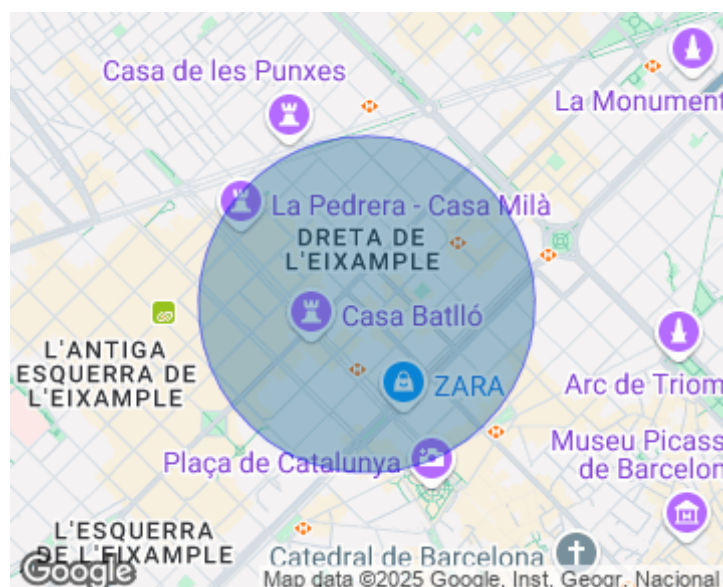 Casa de les Punxes
La Monument
La Pedrera - Casa Milà
DRETA DE
L'EIXAMPLE
Casa Batlló
L'ANTIGA
ESQUERRA DE
L'EIXAMPLE
ZARA
Arc de Triom
Plaça de Catalunya
Museu Picass
de Barcelon
L'ESQUERRA
DE L'EIXAMPLE
Catedral de Barcelona
Google
Map data ©2025 Google, Inst. Geogr. Nacional